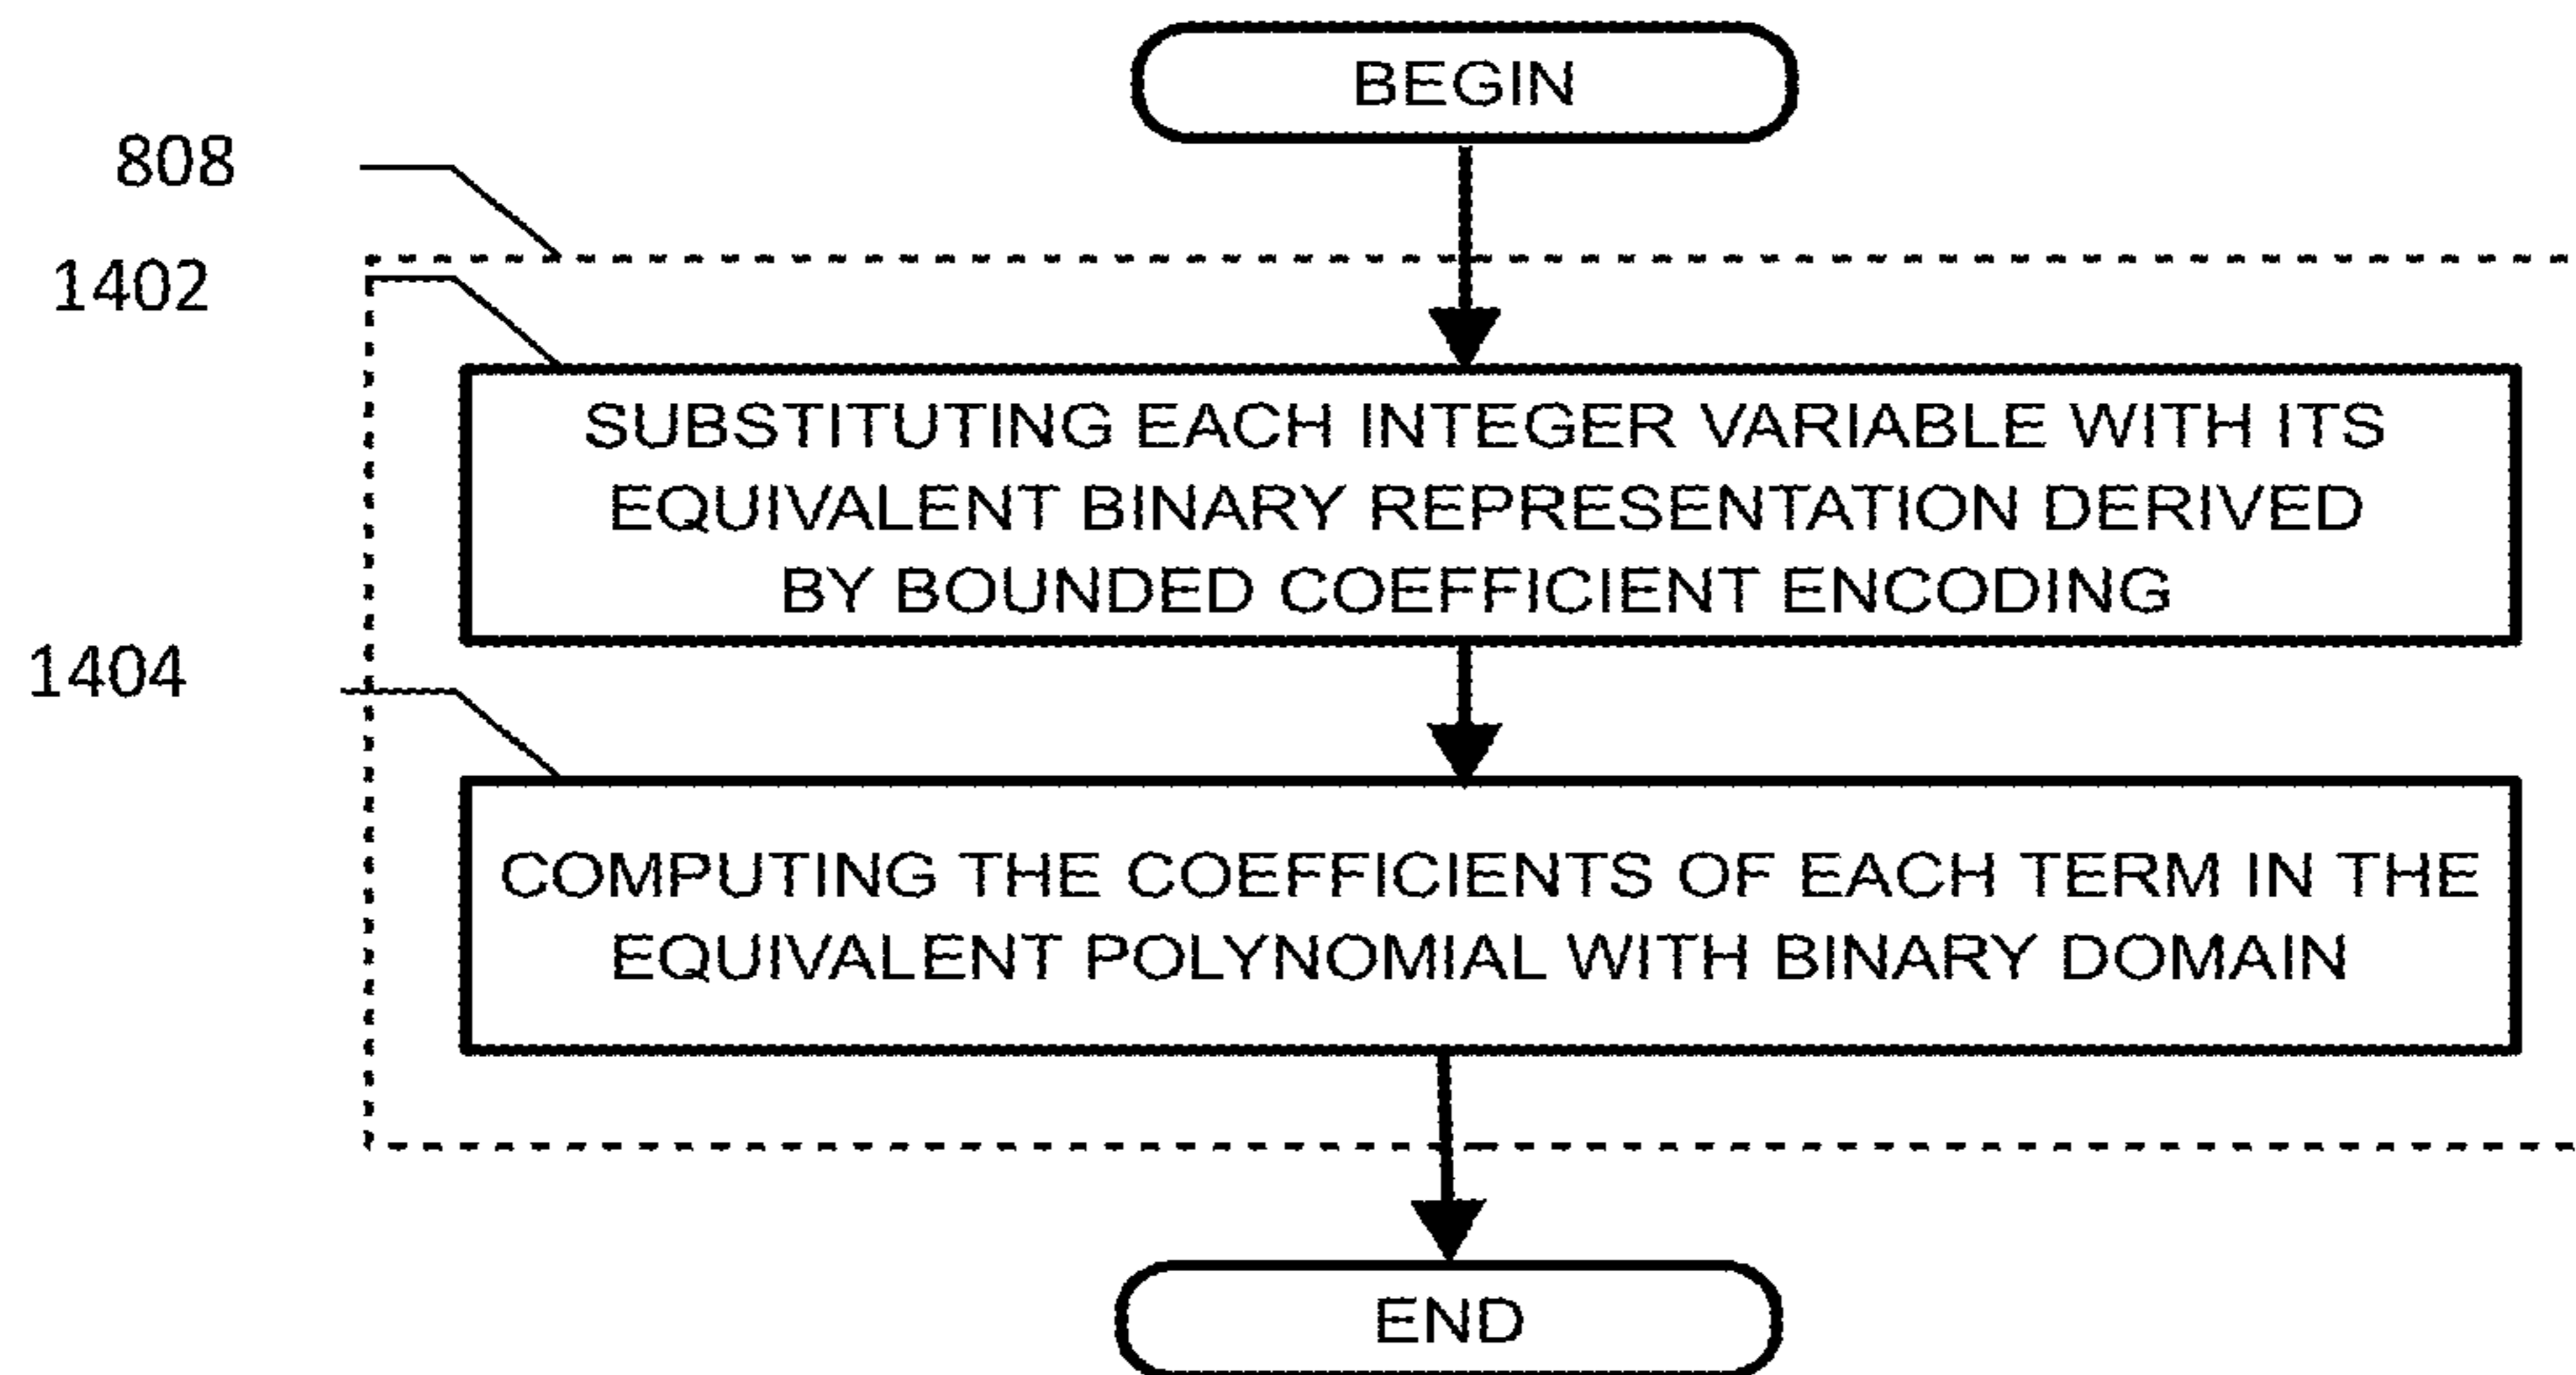 BEGIN
808
1402
SUBSTITUTING EACH INTEGER VARIABLE WITH ITS
EQUIVALENT BINARY REPRESENTATION DERIVED
BY BOUNDED COEFFICIENT ENCODING
1404
COMPUTING THE COEFFICIENTS OF EACH TERM IN THE
EQUIVALENT POLYNOMIAL WITH BINARY DOMAIN
END